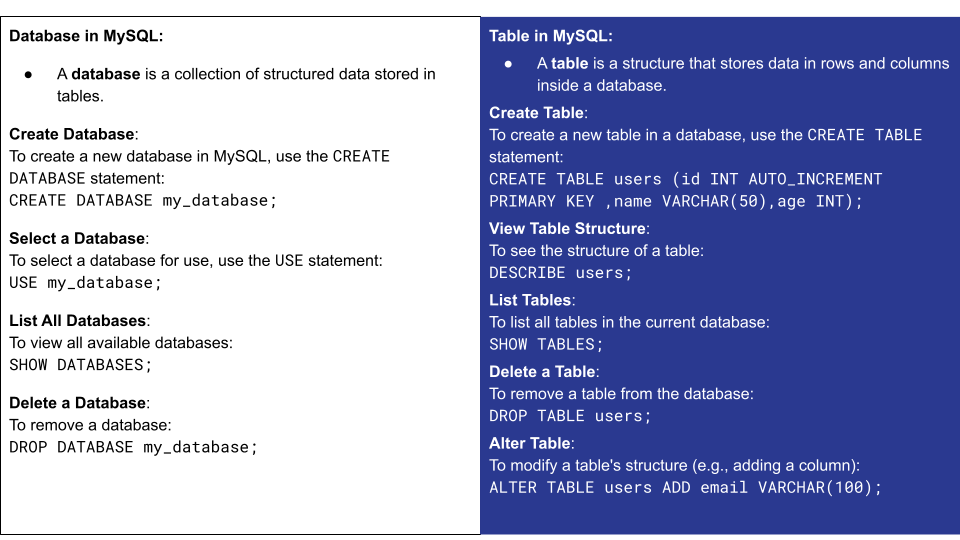 Database in MySQL:
● A database is a collection of structured data stored in
tables.
Create Database:
To create a new database in MySQL, use the CREATE
DATABASE statement:
CREATE DATABASE my_database;
Select a Database:
To select a database for use, use the USE statement:
USE my_database;
List All Databases:
To view all available databases:
SHOW DATABASES;
Delete a Database:
To remove a database:
DROP DATABASE my_database;
Table in MySQL:
● A table is a structure that stores data in rows and columns
inside a database.
Create Table:
To create a new table in a database, use the CREATE TABLE
statement:
CREATE TABLE users (id INT AUTO_INCREMENT
PRIMARY KEY ,name VARCHAR(50),age INT);
View Table Structure:
To see the structure of a table:
DESCRIBE users;
List Tables:
To list all tables in the current database:
SHOW TABLES;
Delete a Table:
To remove a table from the database:
DROP TABLE users;
Alter Table:
To modify a table's structure (e.g., adding a column):
ALTER TABLE users ADD email VARCHAR(100);